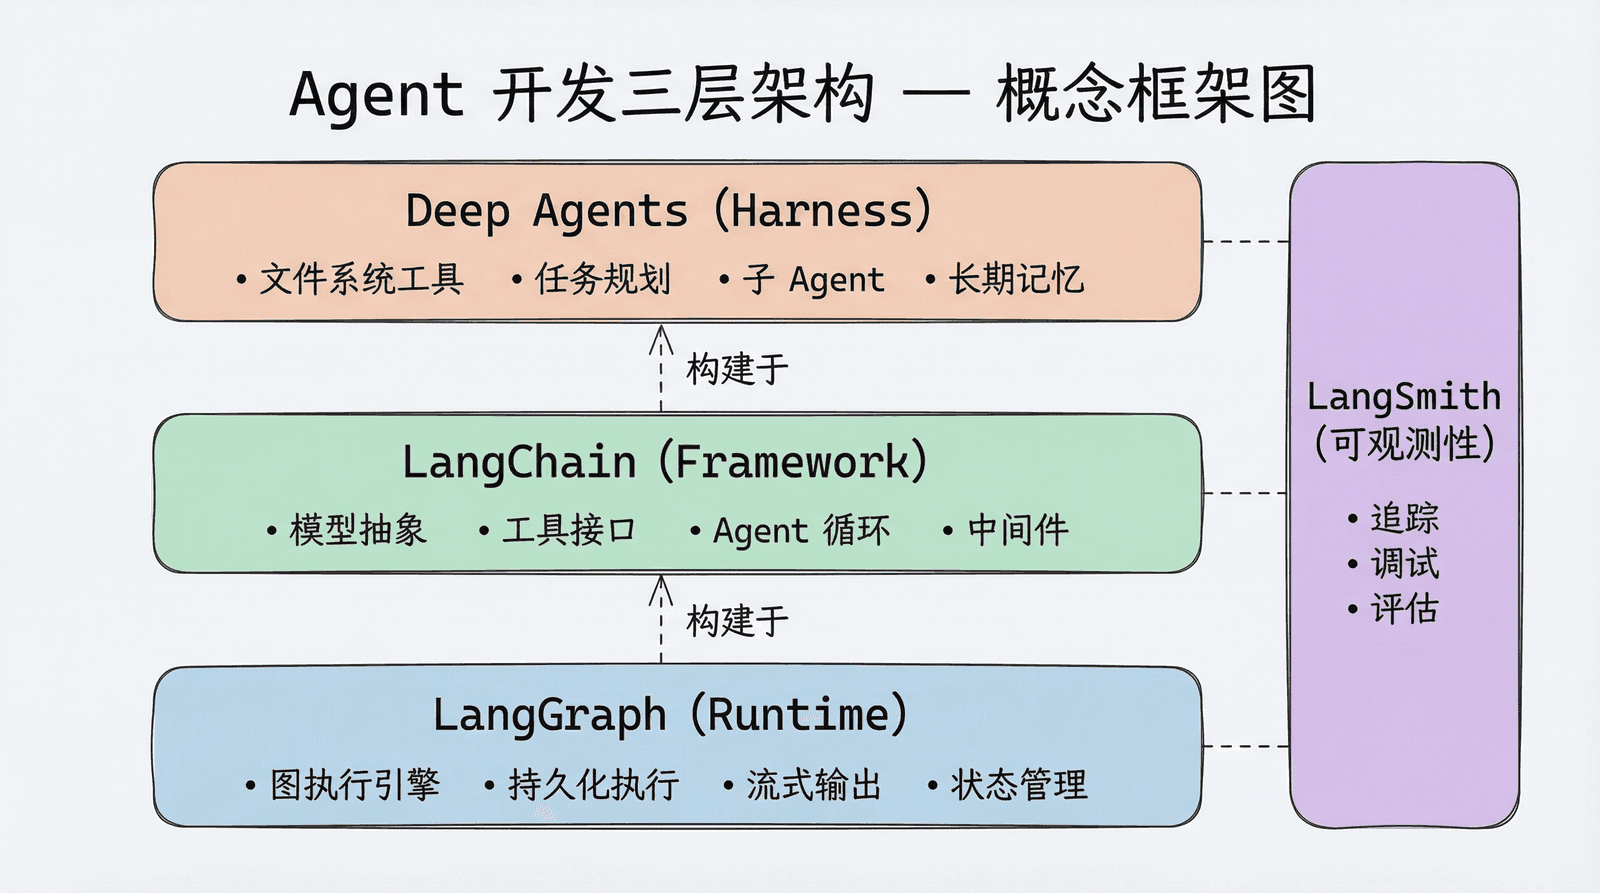 Agent 开发三层架构 — 概念框架图
Deep Agents (Harness)
• 文件系统工具 • 任务规划 • 子 Agent • 长期记忆
构建于
LangChain (Framework)
• 模型抽象 • 工具接口 • Agent 循环 • 中间件
构建于
LangGraph (Runtime)
• 图执行引擎 • 持久化执行 • 流式输出 • 状态管理
LangSmith
(可观测性)
• 追踪
• 调试
• 评估